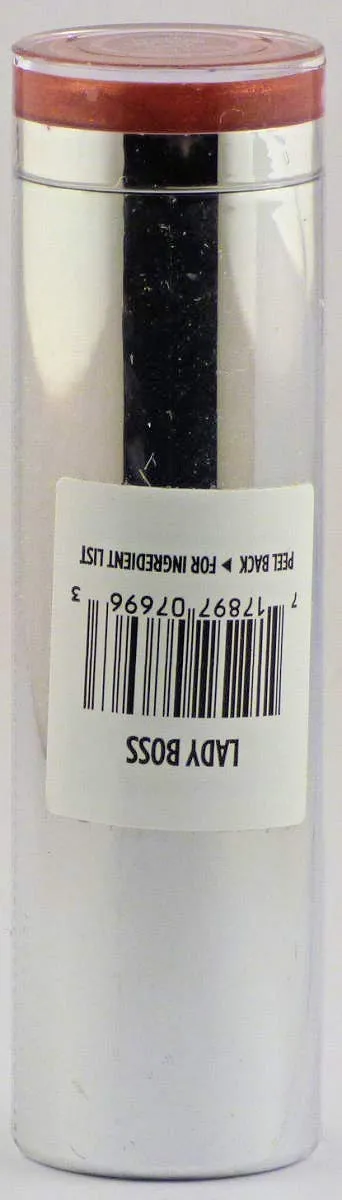 LADY BOSS
7 17897 07696 3
PEEL BACK ▶ FOR INGREDIENT LIST